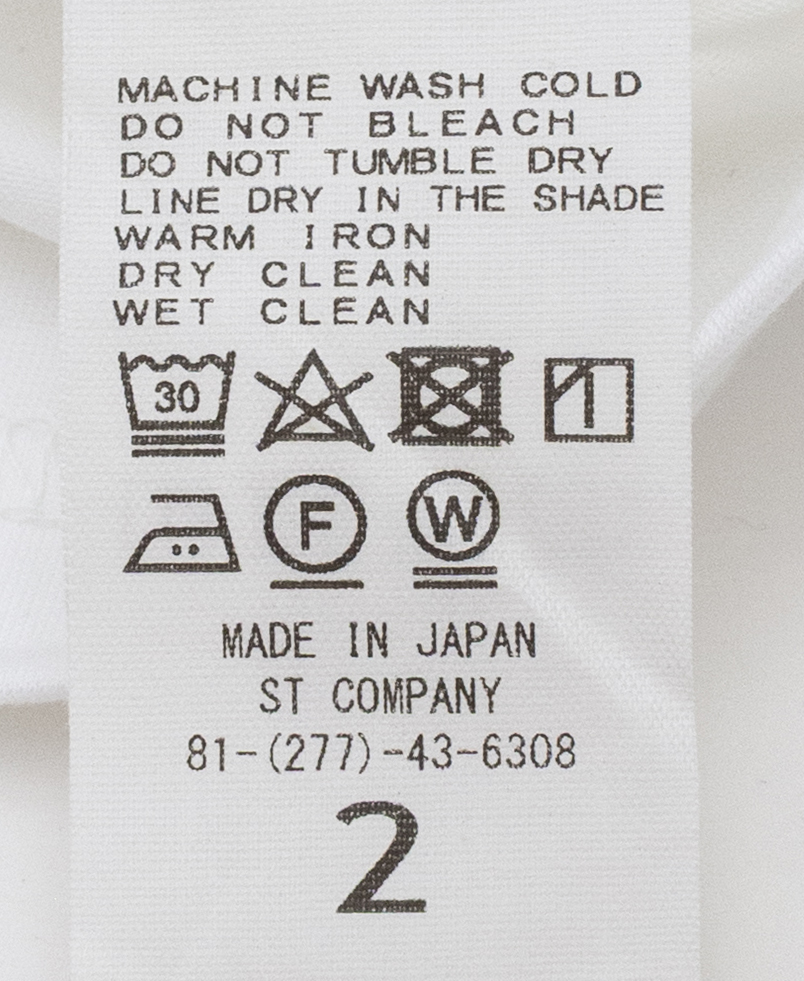 MACHINE WASH COLD
DO NOT BLEACH
DO NOT TUMBLE DRY
LINE DRY IN THE SHADE
WARM IRON
DRY CLEAN
WET CLEAN
30
F W
MADE IN JAPAN
ST COMPANY
81-(277)-43-6308
2